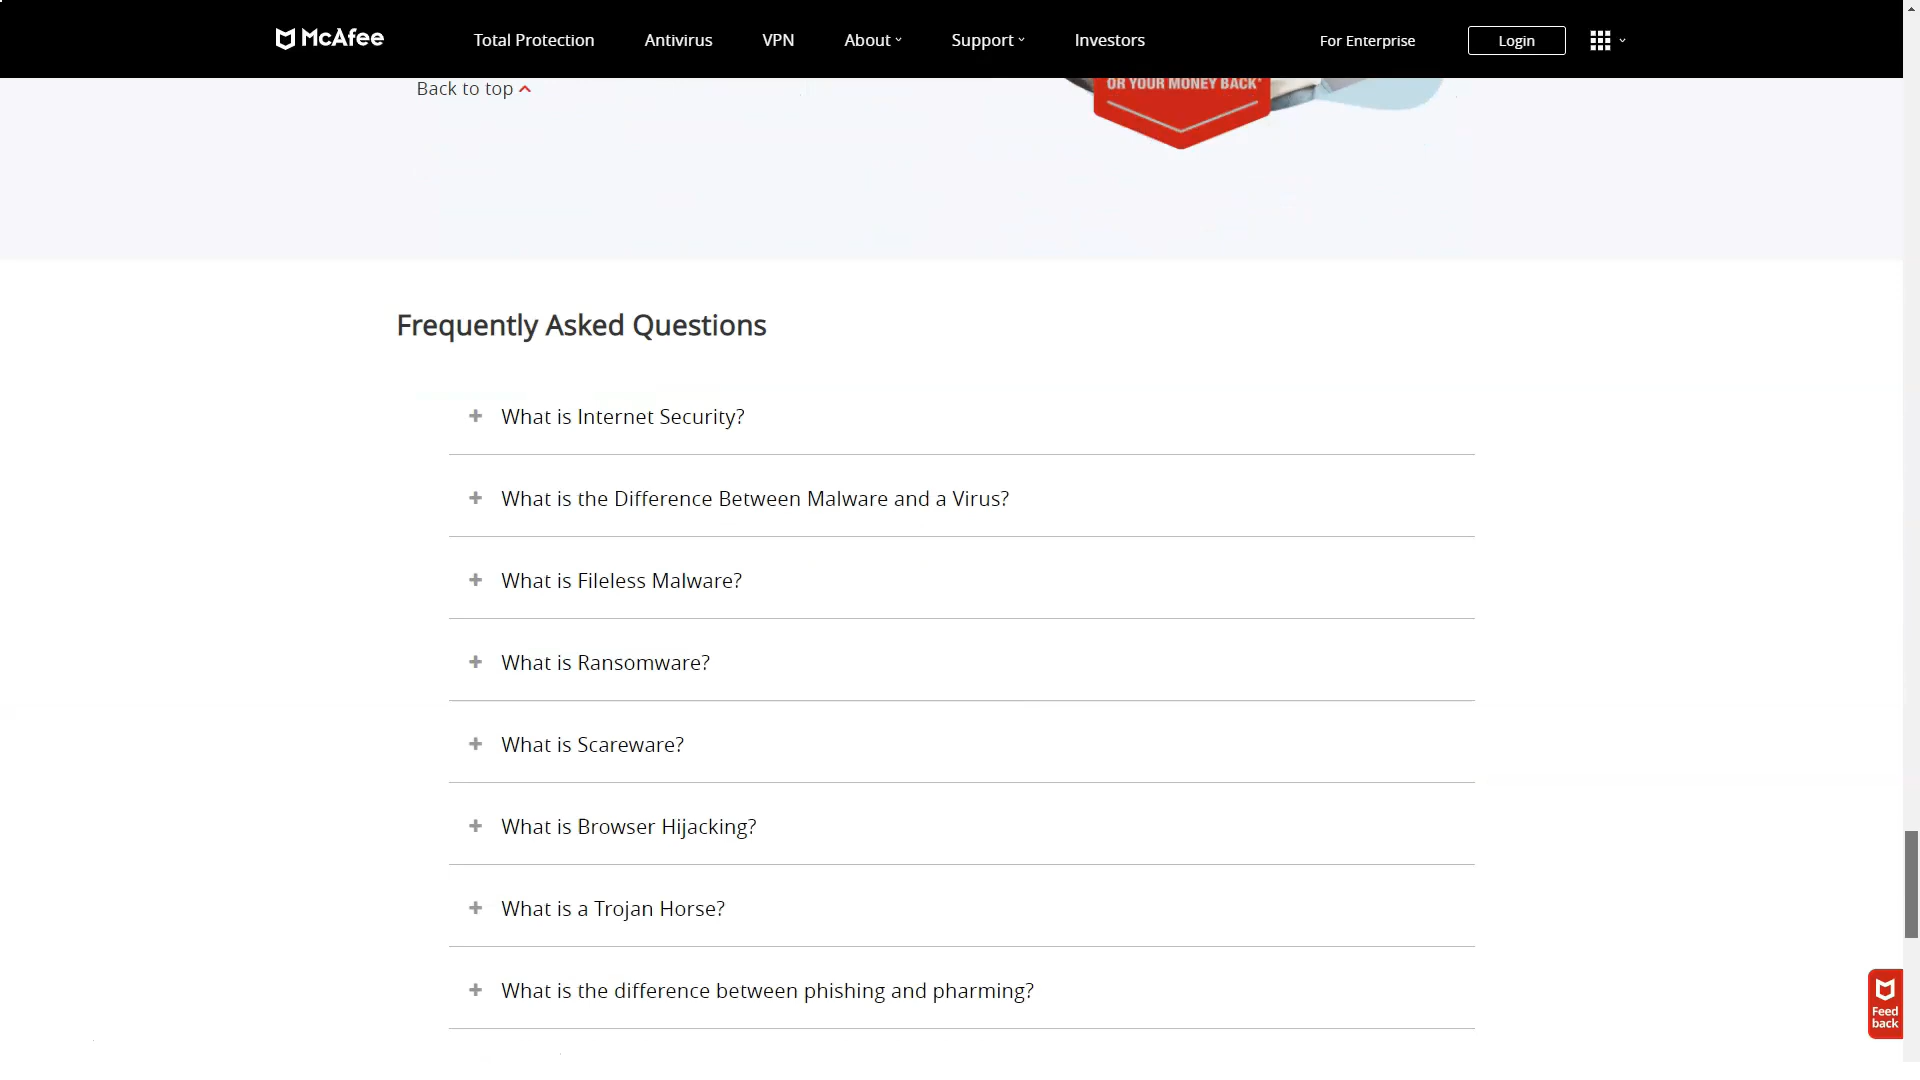 McAfee Total Protection Antivirus VPN About Support Investors For Enterprise Login
Back to top
OR YOUR MONEY BACK*
Frequently Asked Questions
What is Internet Security?
What is the Difference Between Malware and a Virus?
What is Fileless Malware?
What is Ransomware?
What is Scareware?
What is Browser Hijacking?
What is a Trojan Horse?
What is the difference between phishing and pharming?
Feed
back